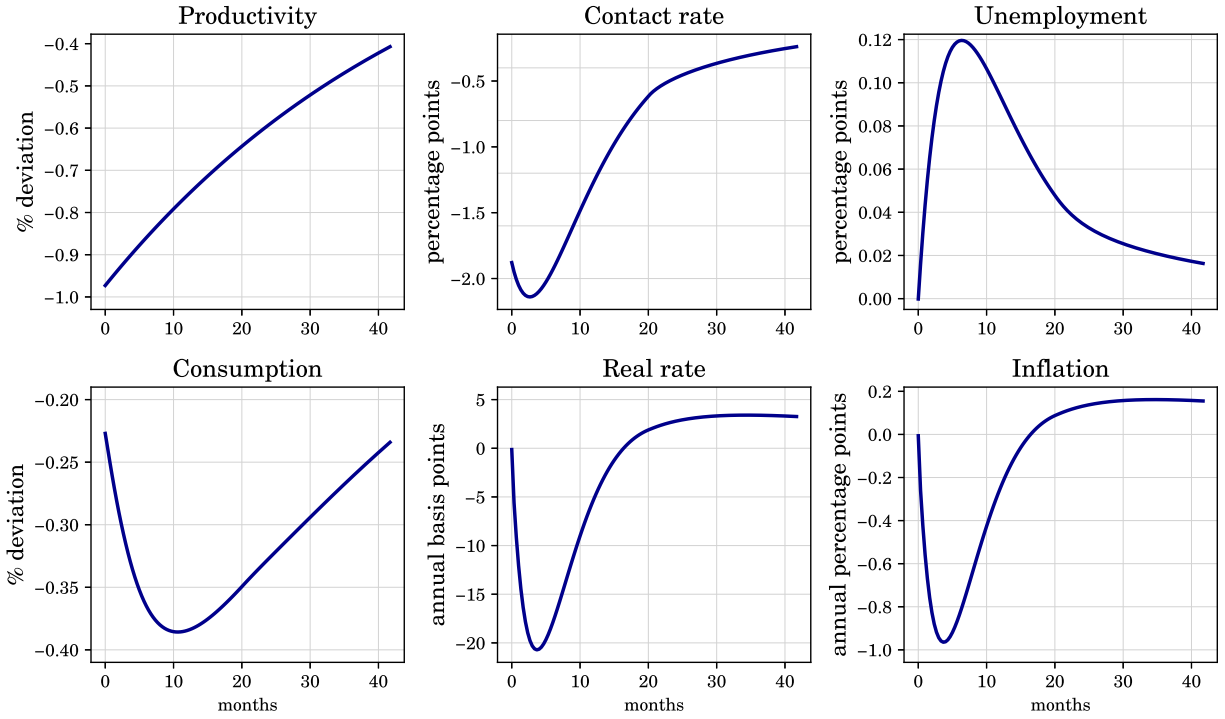 Productivity
% deviation
−0.4
−0.5
−0.6
−0.7
−0.8
−0.9
−1.0
0 10 20 30 40
Contact rate
percentage points
−0.5
−1.0
−1.5
−2.0
0 10 20 30 40
Unemployment
percentage points
0.12
0.10
0.08
0.06
0.04
0.02
0.00
0 10 20 30 40
Consumption
% deviation
−0.20
−0.25
−0.30
−0.35
−0.40
0 10 20 30 40
months
Real rate
annual basis points
5
0
−5
−10
−15
−20
0 10 20 30 40
months
Inflation
annual percentage points
0.2
0.0
−0.2
−0.4
−0.6
−0.8
−1.0
0 10 20 30 40
months